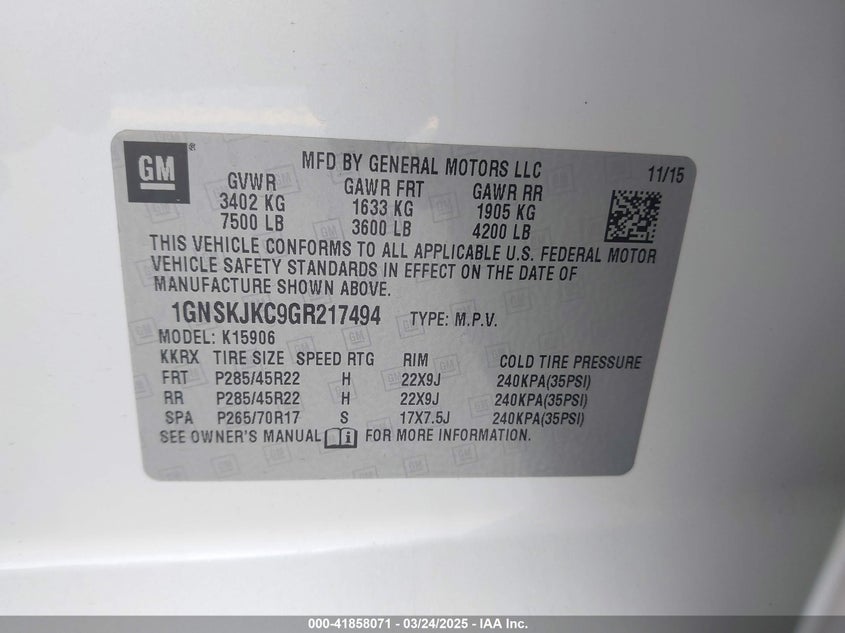 GM ®
MFD BY GENERAL MOTORS LLC 11/15
GVWR GAWR FRT GAWR RR
3402 KG 1633 KG 1905 KG
7500 LB 3600 LB 4200 LB
THIS VEHICLE CONFORMS TO ALL APPLICABLE U.S. FEDERAL MOTOR
VEHICLE SAFETY STANDARDS IN EFFECT ON THE DATE OF
MANUFACTURE SHOWN ABOVE.
1GNSKJKC9GR217494 TYPE: M.P.V.
MODEL: K15906
KKRX TIRE SIZE SPEED RTG RIM COLD TIRE PRESSURE
FRT P285/45R22 H 22X9J 240KPA(35PSI)
RR P285/45R22 H 22X9J 240KPA(35PSI)
SPA P265/70R17 S 17X7.5J 240KPA(35PSI)
SEE OWNER'S MANUAL i FOR MORE INFORMATION.
000-41858071 - 03/24/2025 - IAA Inc.